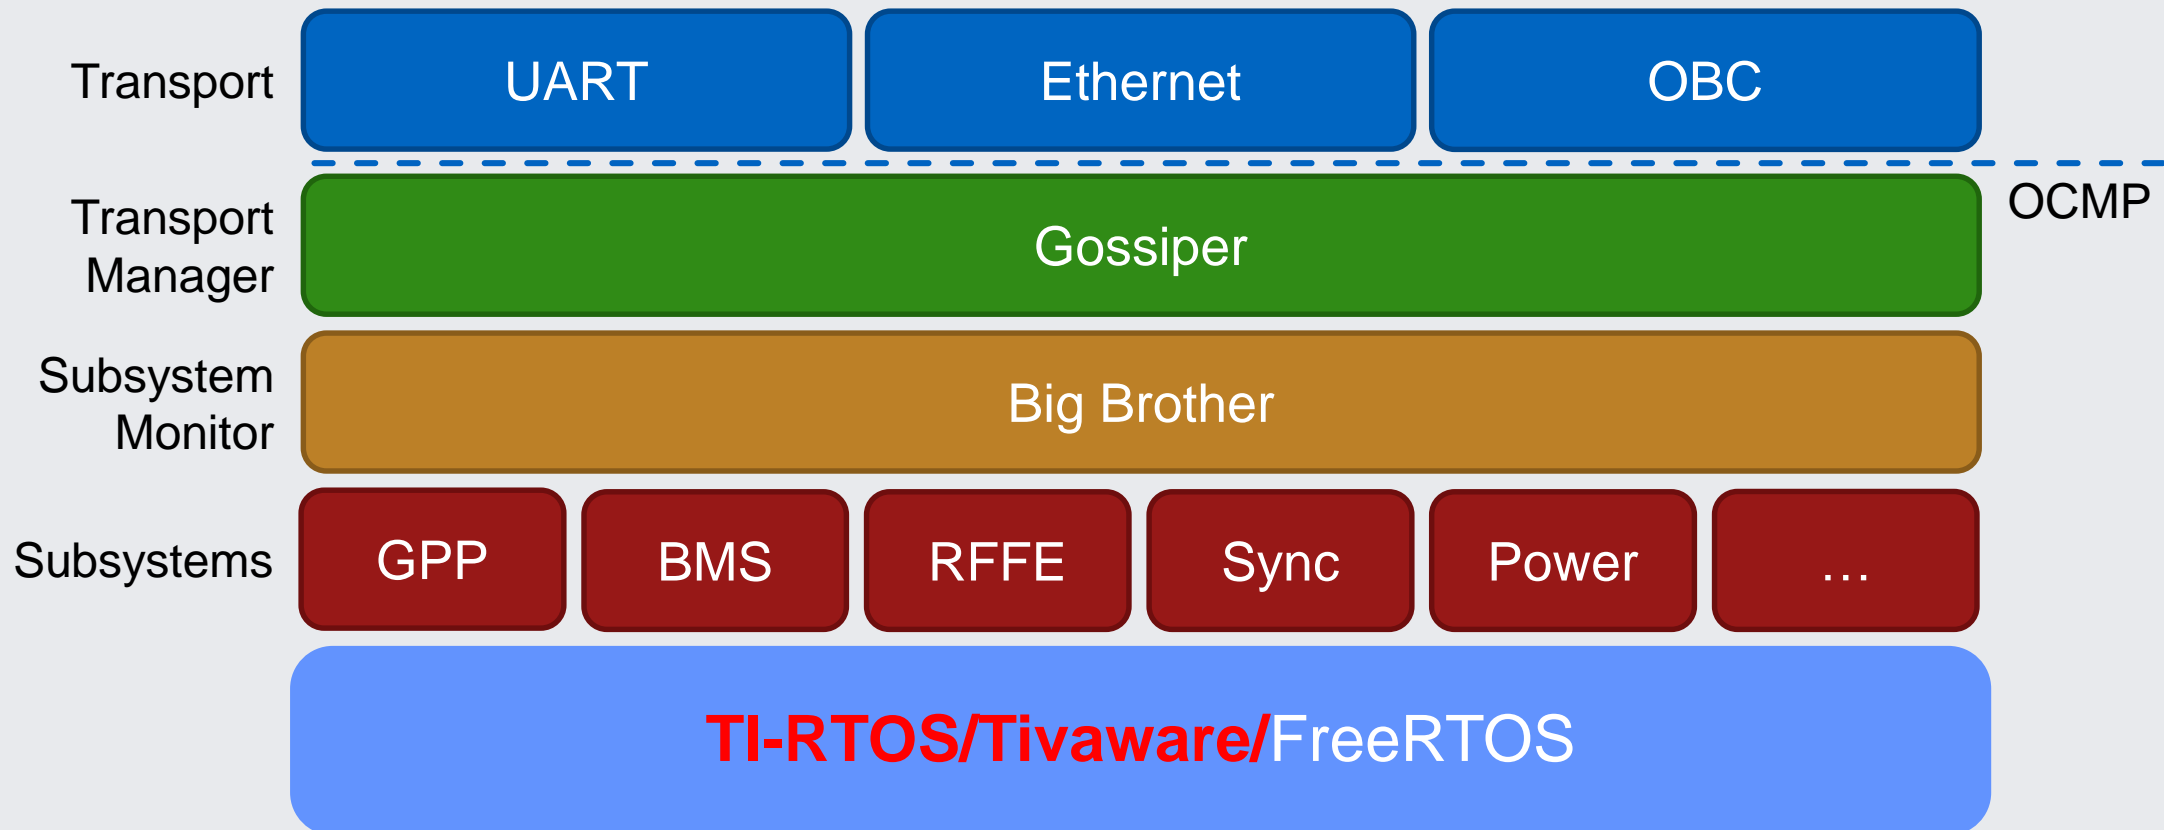 Transport
UART
Ethernet
OBC
OCMP
Transport
Manager
Gossiper
Subsystem
Monitor
Big Brother
Subsystems
GPP
BMS
RFFE
Sync
Power
...
TI-RTOS/Tivaware/FreeRTOS